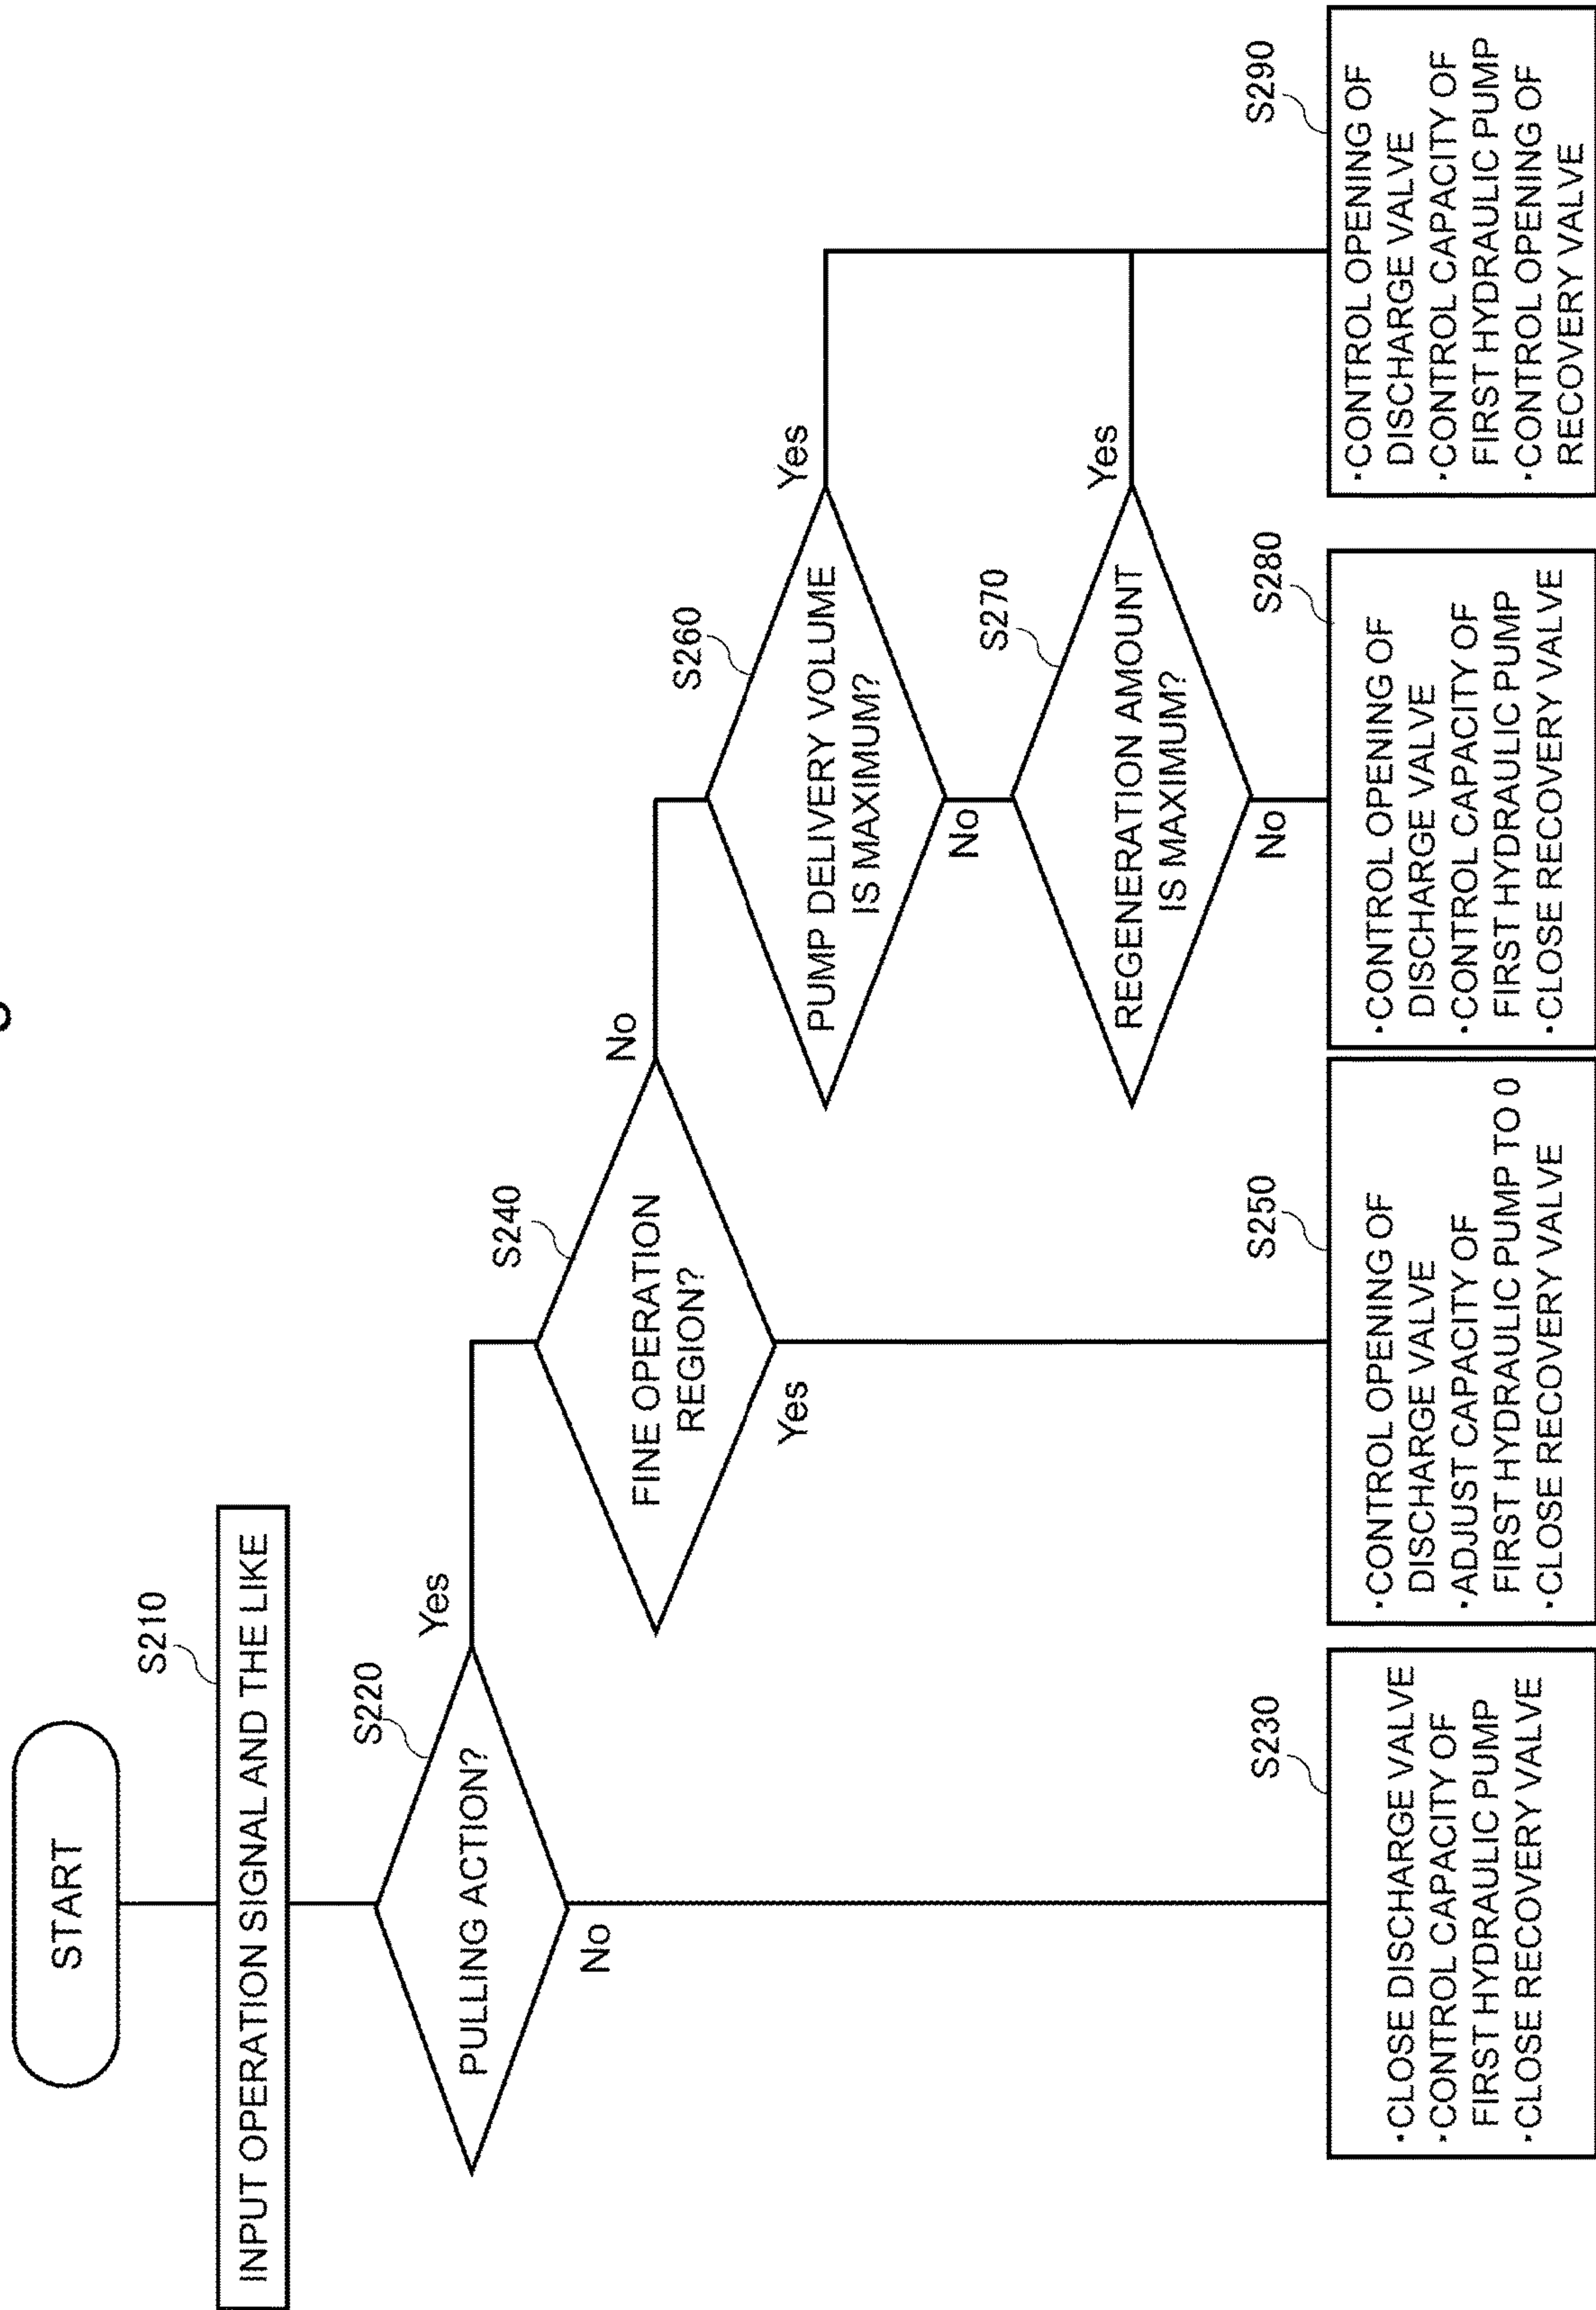 START
S210
INPUT OPERATION SIGNAL AND THE LIKE
S220
PULLING ACTION?
Yes
No
S240
FINE OPERATION
REGION?
No
Yes
S260
PUMP DELIVERY VOLUME
IS MAXIMUM?
Yes
No
S270
REGENERATION AMOUNT
IS MAXIMUM?
Yes
No
S230
·CLOSE DISCHARGE VALVE
·CONTROL CAPACITY OF
FIRST HYDRAULIC PUMP
·CLOSE RECOVERY VALVE
S250
·CONTROL OPENING OF
DISCHARGE VALVE
·ADJUST CAPACITY OF
FIRST HYDRAULIC PUMP TO 0
·CLOSE RECOVERY VALVE
S280
·CONTROL OPENING OF
DISCHARGE VALVE
·CONTROL CAPACITY OF
FIRST HYDRAULIC PUMP
·CLOSE RECOVERY VALVE
S290
·CONTROL OPENING OF
DISCHARGE VALVE
·CONTROL CAPACITY OF
FIRST HYDRAULIC PUMP
·CONTROL OPENING OF
RECOVERY VALVE